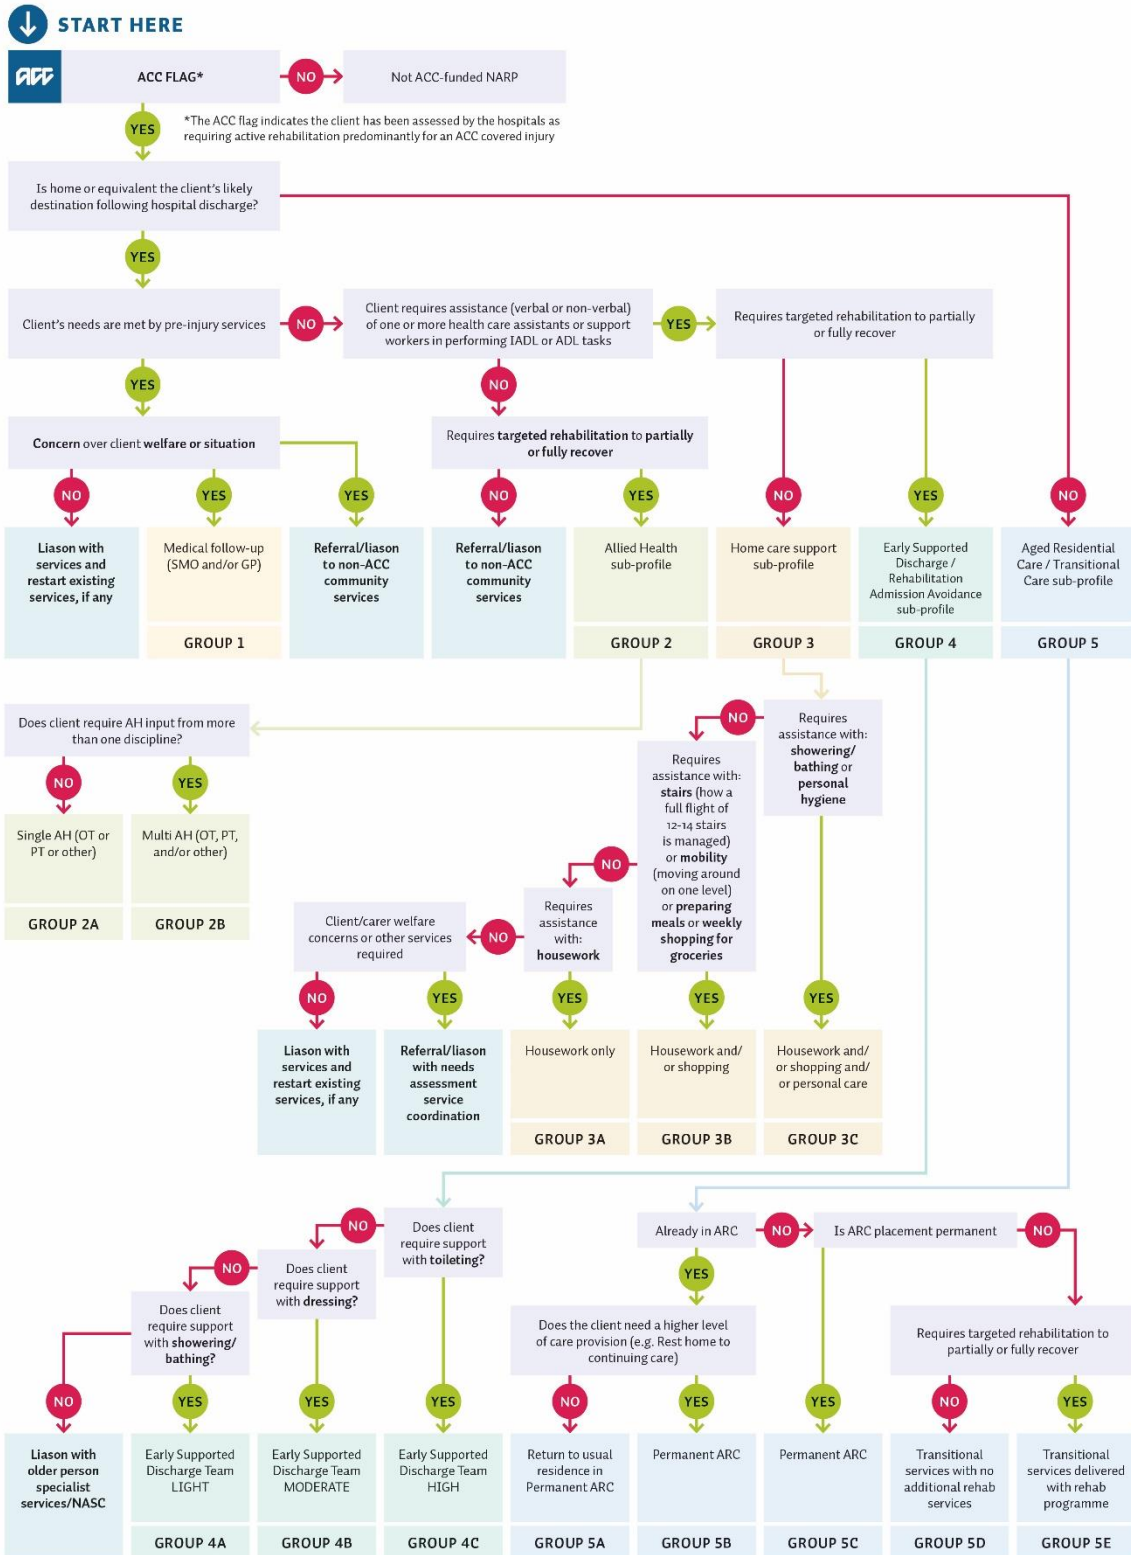 START HERE
acc
ACC FLAG*
NO
Not ACC-funded NARP
YES
*The ACC flag indicates the client has been assessed by the hospitals as
requiring active rehabilitation predominantly for an ACC covered injury
Is home or equivalent the client's likely
destination following hospital discharge?
YES
Client's needs are met by pre-injury services
NO
Client requires assistance (verbal or non-verbal)
of one or more health care assistants or support
workers in performing IADL or ADL tasks
YES
Requires targeted rehabilitation to partially
or fully recover
YES
NO
Concern over client welfare or situation
Requires targeted rehabilitation to partially
or fully recover
NO
YES
YES
NO
YES
NO
YES
NO
Liason with
services and
restart existing
services, if any
Medical follow-up
(SMO and/or GP)
GROUP 1
Referral/liason
to non-ACC
community
services
Referral/liason
to non-ACC
community
services
Allied Health
sub-profile
GROUP 2
Home care support
sub-profile
GROUP 3
Early Supported
Discharge /
Rehabilitation
Admission Avoidance
sub-profile
GROUP 4
Aged Residential
Care / Transitional
Care sub-profile
GROUP 5
Does client require AH input from more
than one discipline?
NO
YES
Single AH (OT or
PT or other)
GROUP 2A
Multi AH (OT, PT,
and/or other)
GROUP 2B
Requires
assistance with:
showering/
bathing or
personal
hygiene
NO
Requires
assistance with:
stairs (how a
full flight of
12-14 stairs
is managed)
or mobility
(moving around
on one level)
or preparing
meals or weekly
shopping for
groceries
NO
Requires
assistance
with:
housework
NO
Client/carer welfare
concerns or other services
required
NO
YES
YES
YES
YES
Liason with
services and
restart existing
services, if any
Referral/liason
with needs
assessment
service
coordination
Housework only
GROUP 3A
Housework and/
or shopping
GROUP 3B
Housework and/
or shopping and/
or personal care
GROUP 3C
Does client
require support
with toileting?
NO
Does client
require support
with dressing?
NO
Does client
require support
with showering/
bathing?
NO
YES
YES
YES
Liason with
older person
specialist
services/NASC
Early Supported
Discharge Team
LIGHT
GROUP 4A
Early Supported
Discharge Team
MODERATE
GROUP 4B
Early Supported
Discharge Team
HIGH
GROUP 4C
Already in ARC
NO
Is ARC placement permanent
NO
YES
Does the client need a higher level
of care provision (e.g. Rest home to
continuing care)
Requires targeted rehabilitation to
partially or fully recover
NO
YES
YES
NO
YES
Return to usual
residence in
Permanent ARC
GROUP 5A
Permanent ARC
GROUP 5B
Permanent ARC
GROUP 5C
Transitional
services with no
additional rehab
services
GROUP 5D
Transitional
services delivered
with rehab
programme
GROUP 5E